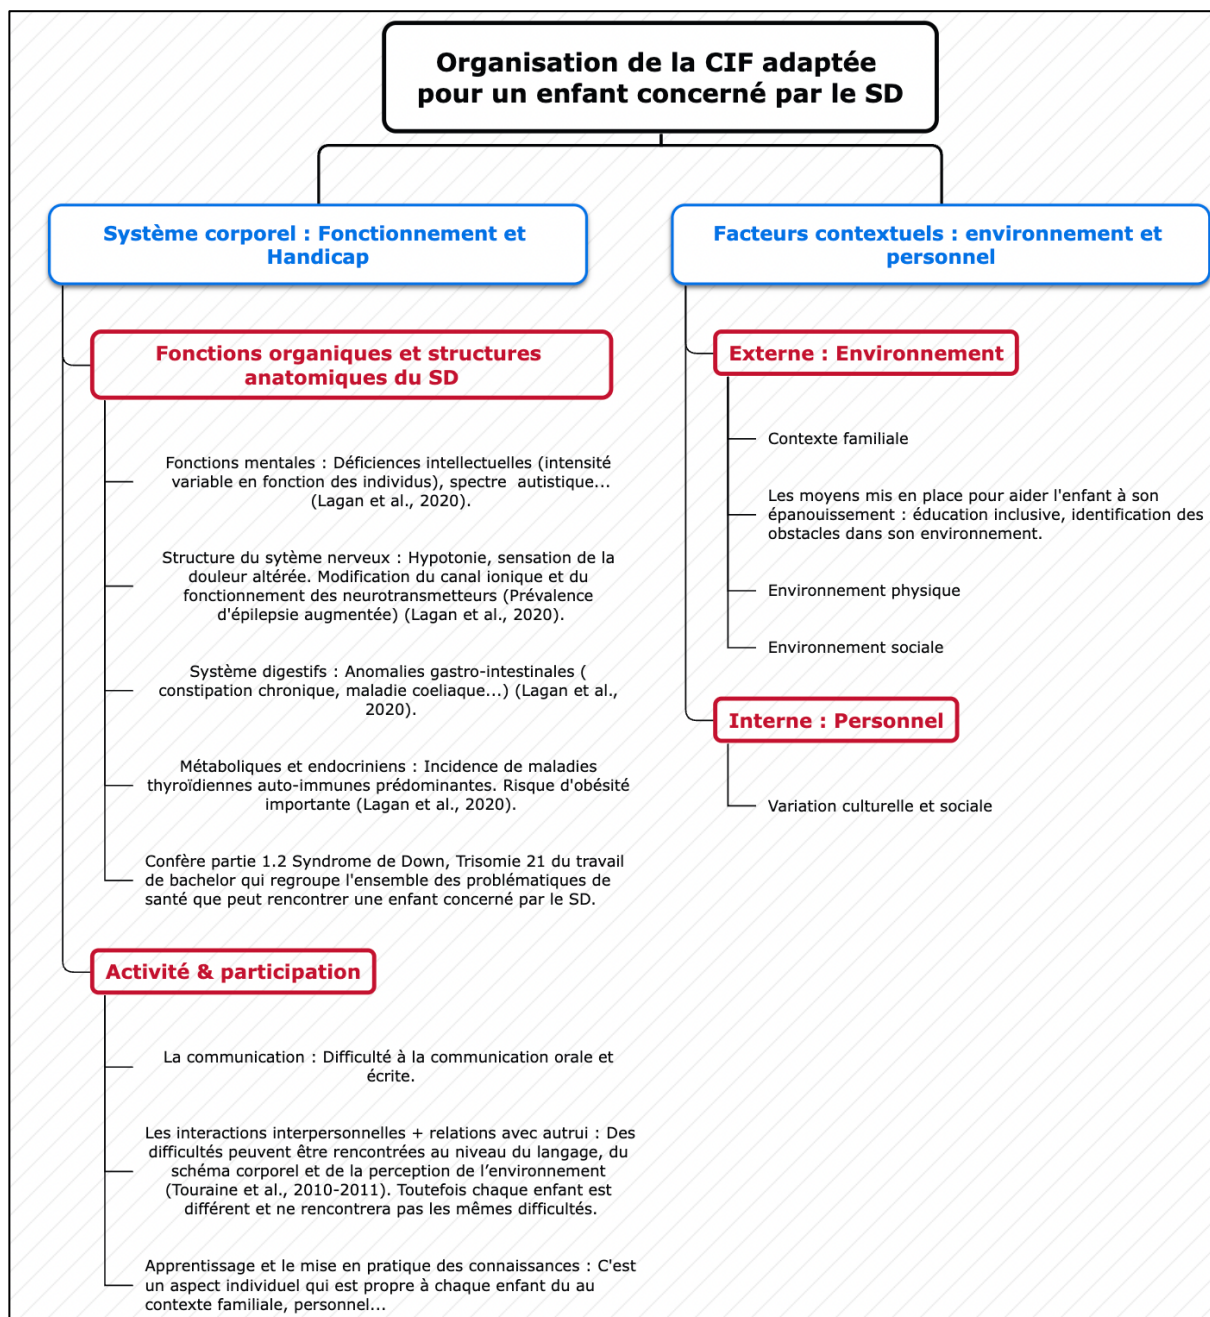 Organisation de la CIF adaptée
pour un enfant concerné par le SD
Système corporel : Fonctionnement et
Handicap
Fonctions organiques et structures
anatomiques du SD
Fonctions mentales : Déficiences intellectuelles (intensité
variable en fonction des individus), spectre autistique...
(Lagan et al., 2020).
Structure du sytème nerveux : Hypotonie, sensation de la
douleur altérée. Modification du canal ionique et du
fonctionnement des neurotransmetteurs (Prévalence
d'épilepsie augmentée) (Lagan et al., 2020).
Système digestifs : Anomalies gastro-intestinales (
constipation chronique, maladie coeliaque...) (Lagan et al.,
2020).
Métaboliques et endocriniens : Incidence de maladies
thyroïdiennes auto-immunes prédominantes. Risque d'obésité
importante (Lagan et al., 2020).
Confère partie 1.2 Syndrome de Down, Trisomie 21 du travail
de bachelor qui regroupe l'ensemble des problématiques de
santé que peut rencontrer une enfant concerné par le SD.
Activité & participation
La communication : Difficulté à la communication orale et
écrite.
Les interactions interpersonnelles + relations avec autrui : Des
difficultés peuvent être rencontrées au niveau du langage, du
schéma corporel et de la perception de l’environnement
(Touraine et al., 2010-2011). Toutefois chaque enfant est
différent et ne rencontrera pas les mêmes difficultés.
Apprentissage et le mise en pratique des connaissances : C'est
un aspect individuel qui est propre à chaque enfant du au
contexte familiale, personnel...
Facteurs contextuels : environnement et
personnel
Externe : Environnement
Contexte familiale
Les moyens mis en place pour aider l'enfant à son
épanouissement : éducation inclusive, identification des
obstacles dans son environnement.
Environnement physique
Environnement sociale
Interne : Personnel
Variation culturelle et sociale